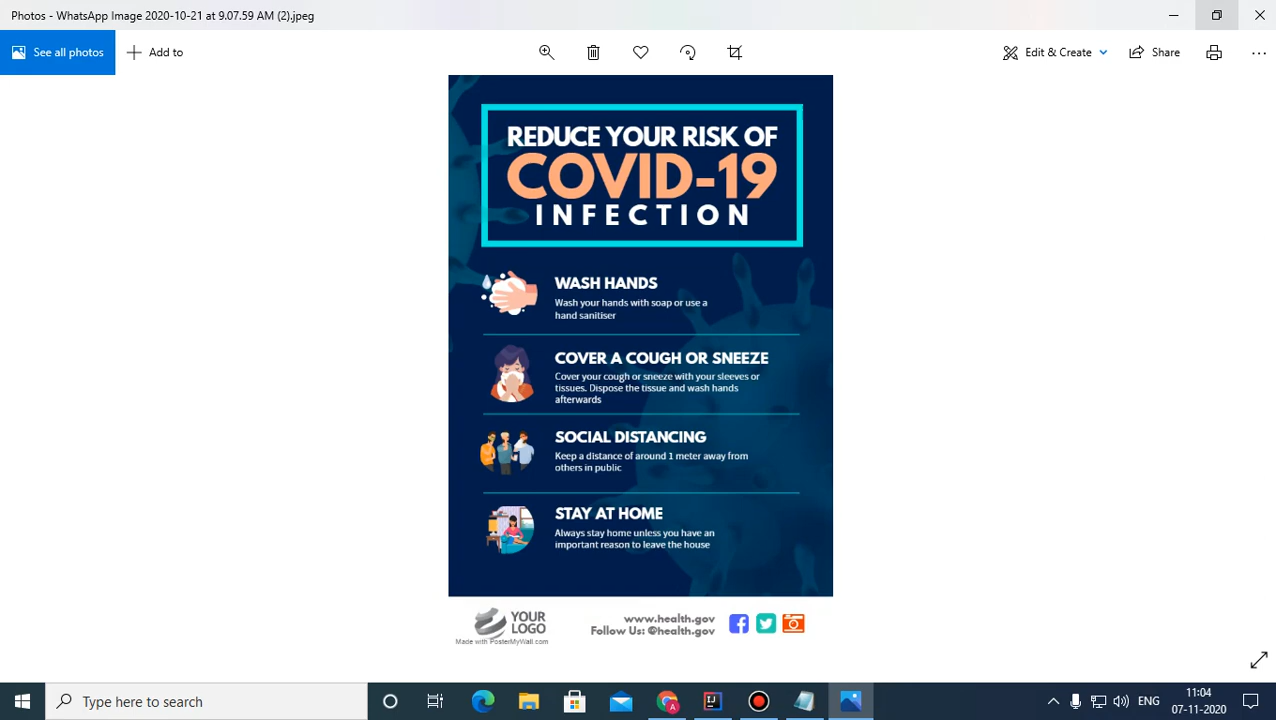 Photos - WhatsApp Image 2020-10-21 at 9.07.59 AM (2).jpeg
See all photos
Add to
Edit & Create
Share
REDUCE YOUR RISK OF
COVID-19
INFECTION
WASH HANDS
Wash your hands with soap or use a
hand sanitiser
COVER A COUGH OR SNEEZE
Cover your cough or sneeze with your sleeves or
tissues. Dispose the tissue and wash hands
afterwards
SOCIAL DISTANCING
Keep a distance of around 1 meter away from
others in public
STAY AT HOME
Always stay home unless you have an
important reason to leave the house
YOUR
LOGO
Made with PosterMyWall.com
www.health.gov
Follow Us: @health.gov
Type here to search
ENG
11:04
07-11-2020